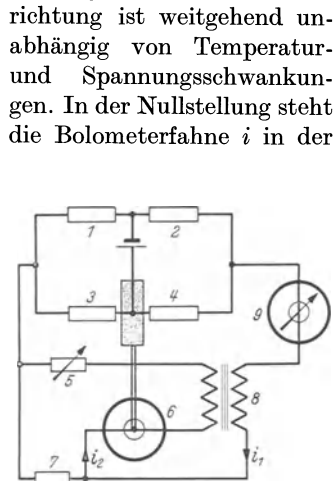 richtung ist weitgehend un-
abhängig von Temperatur-
und Spannungsschwankun-
gen. In der Nullstellung steht
die Bolometerfahne i in der
1 2
3 4
9
5
6
8
7 i₂ i₁